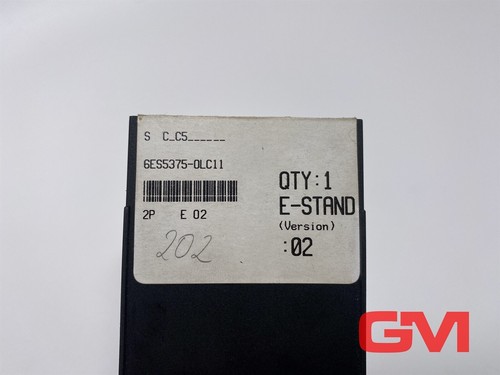 S C_C5______
6ES5375-0LC11
2P E 02
202
QTY:1
E-STAND
(Version)
:02
GM